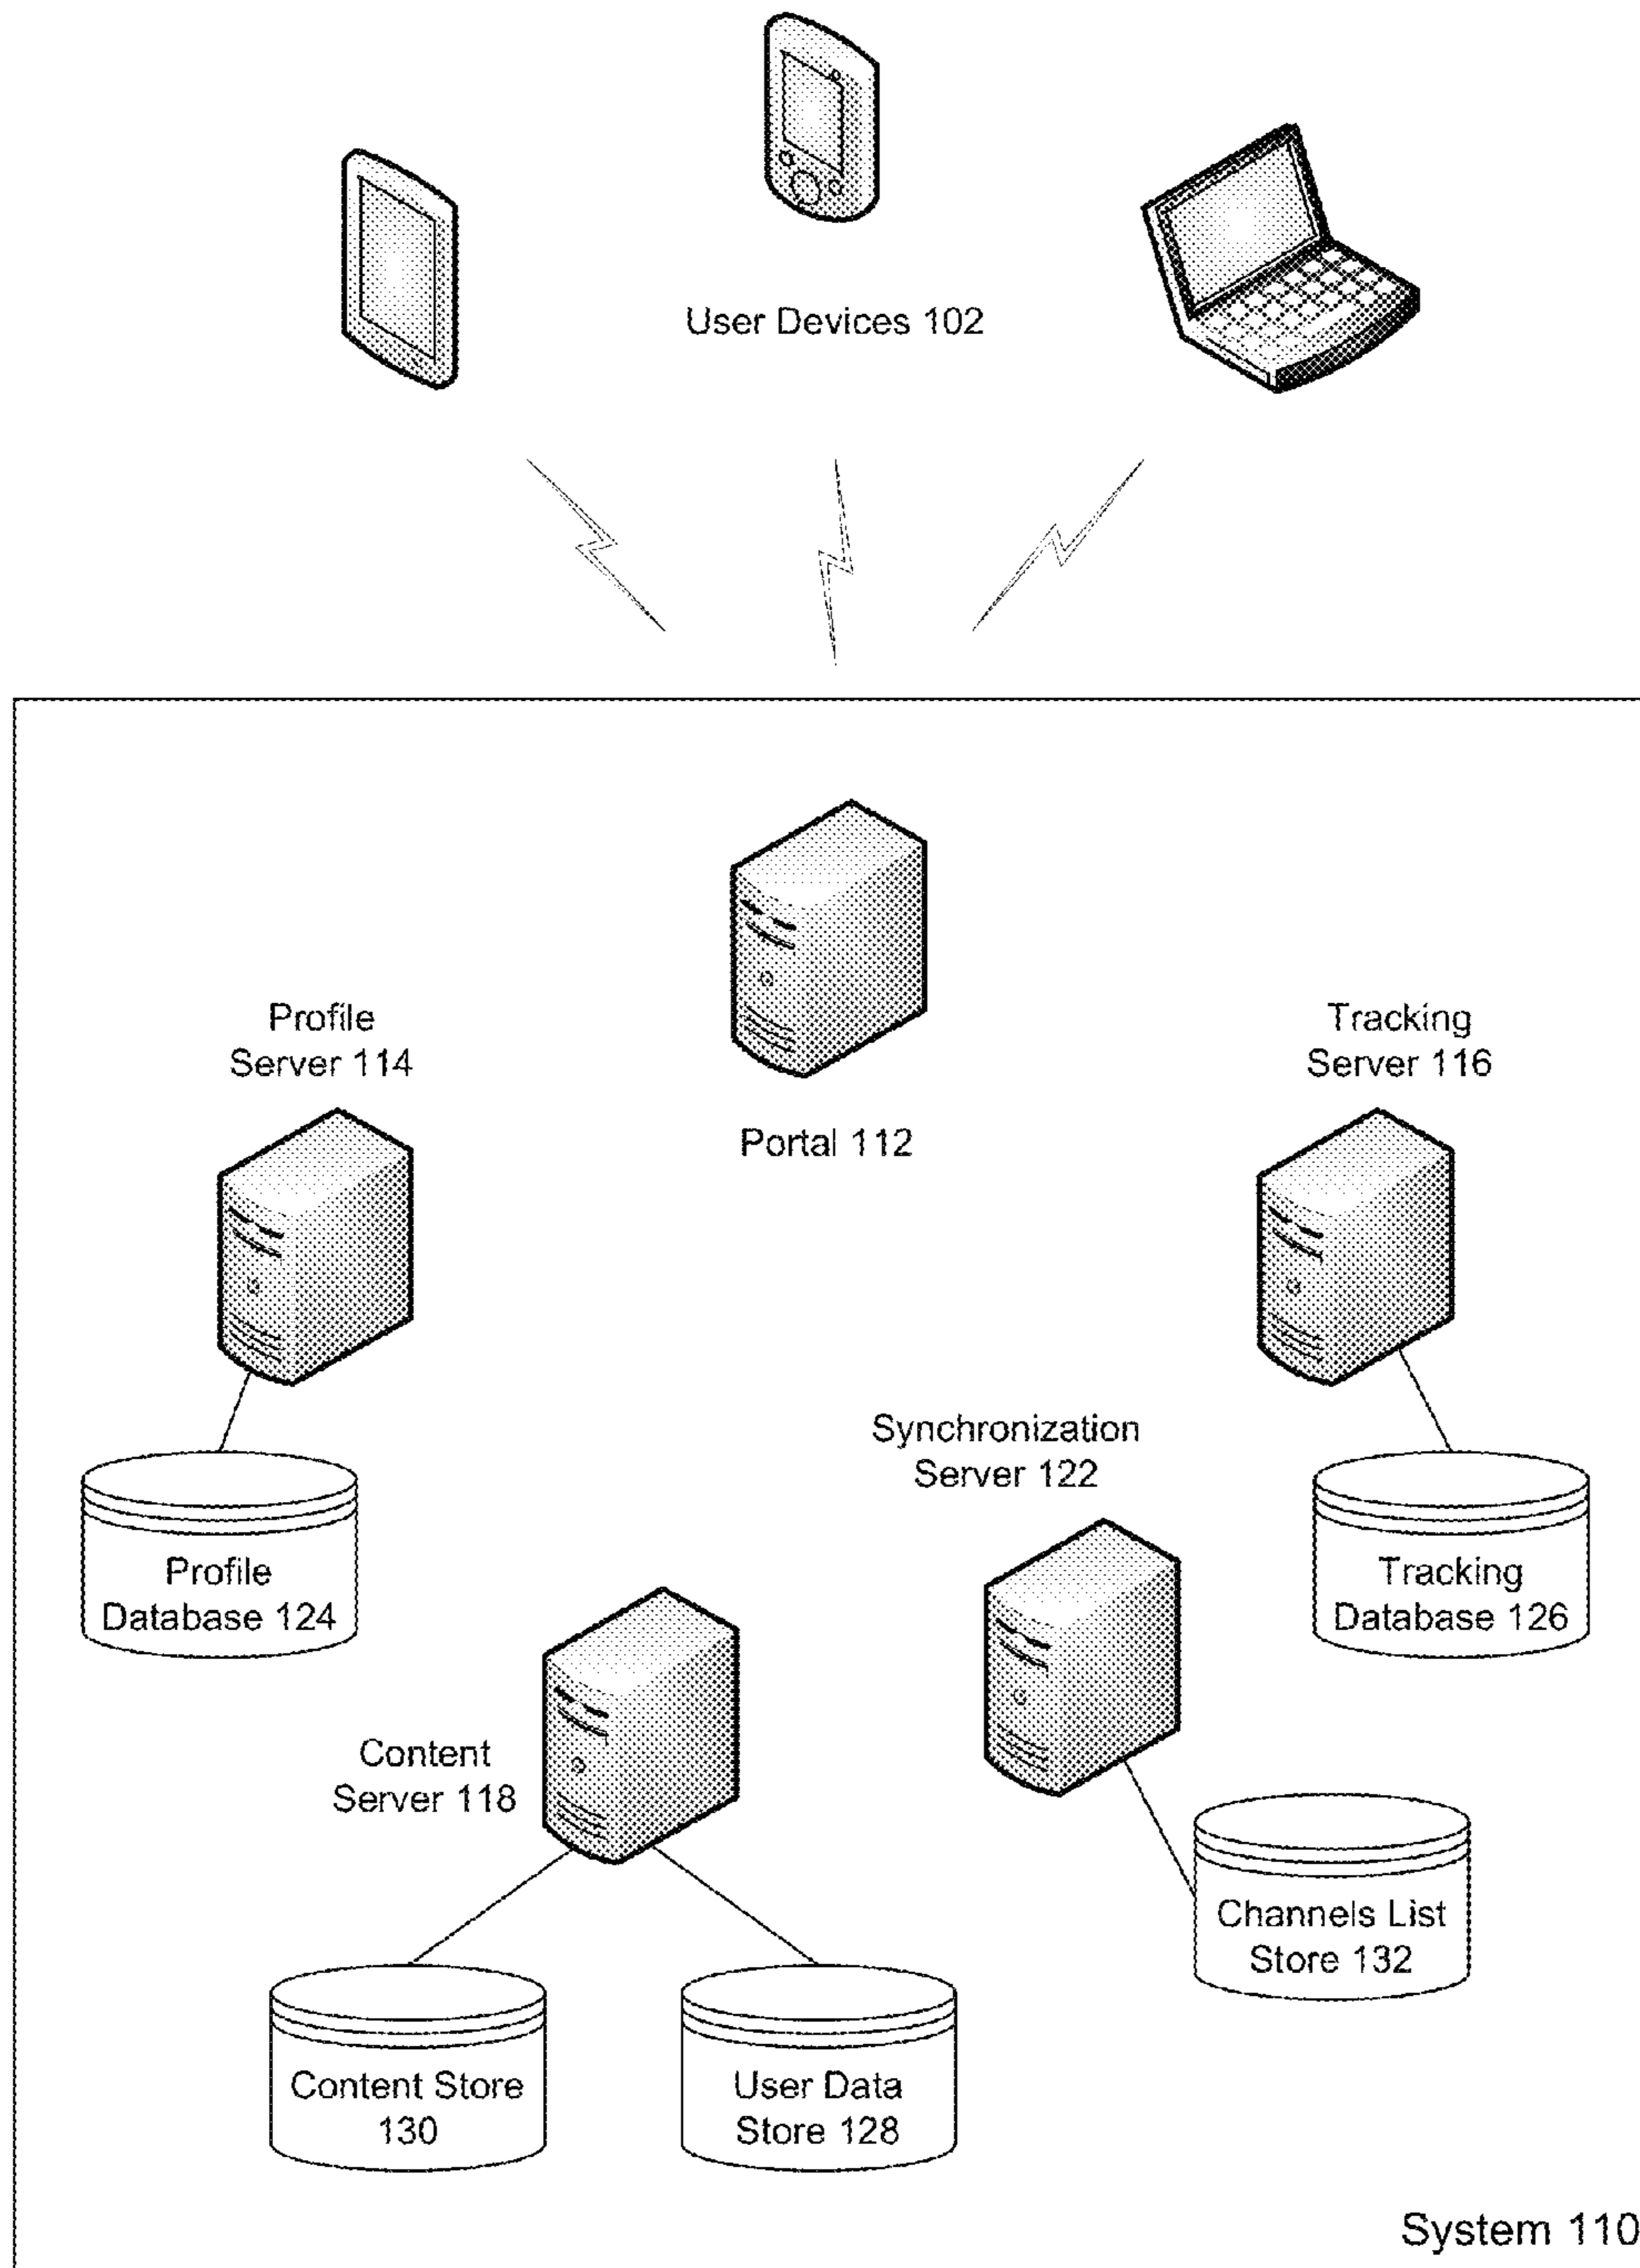 User Devices 102
Profile
Server 114
Portal 112
Tracking
Server 116
Synchronization
Server 122
Profile
Database 124
Tracking
Database 126
Content
Server 118
Channels List
Store 132
Content Store
130
User Data
Store 128
System 110